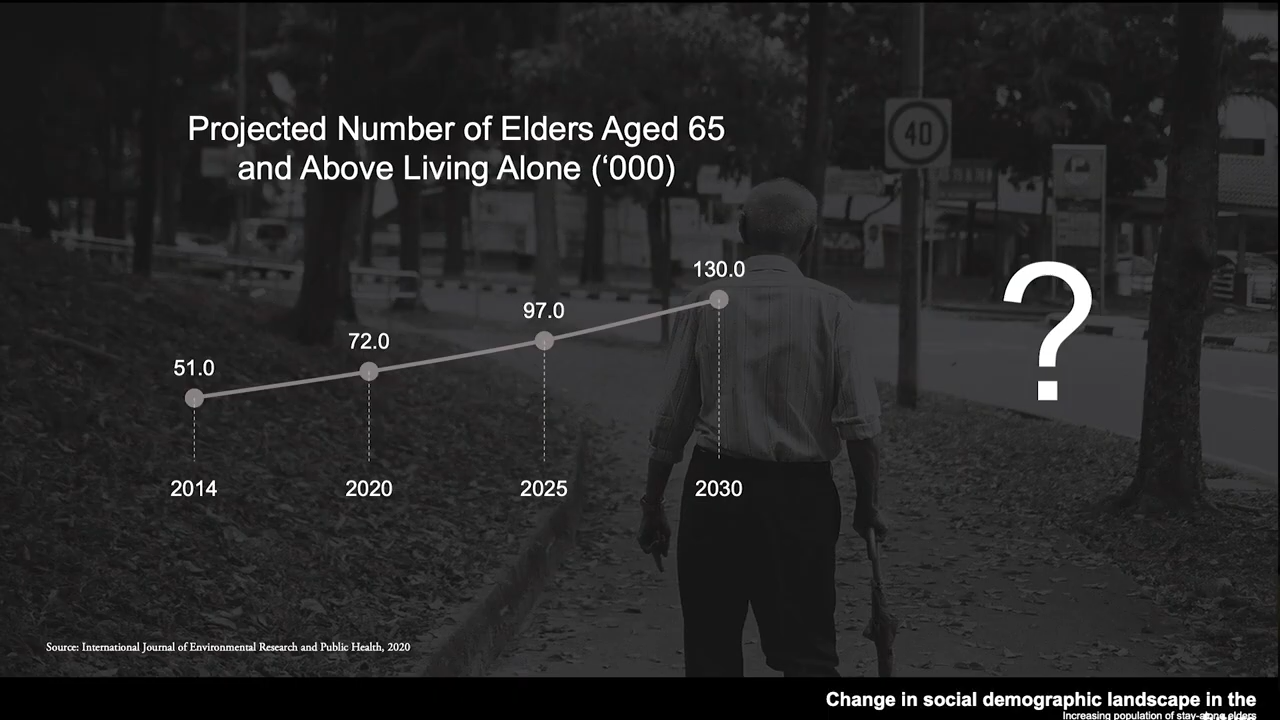 Projected Number of Elders Aged 65
and Above Living Alone (‘000)
40
130.0
97.0
72.0
51.0
?
2014 2020 2025 2030
Source: International Journal of Environmental Research and Public Health, 2020
Change in social demographic landscape in the
Increasing population of stay-alone elders